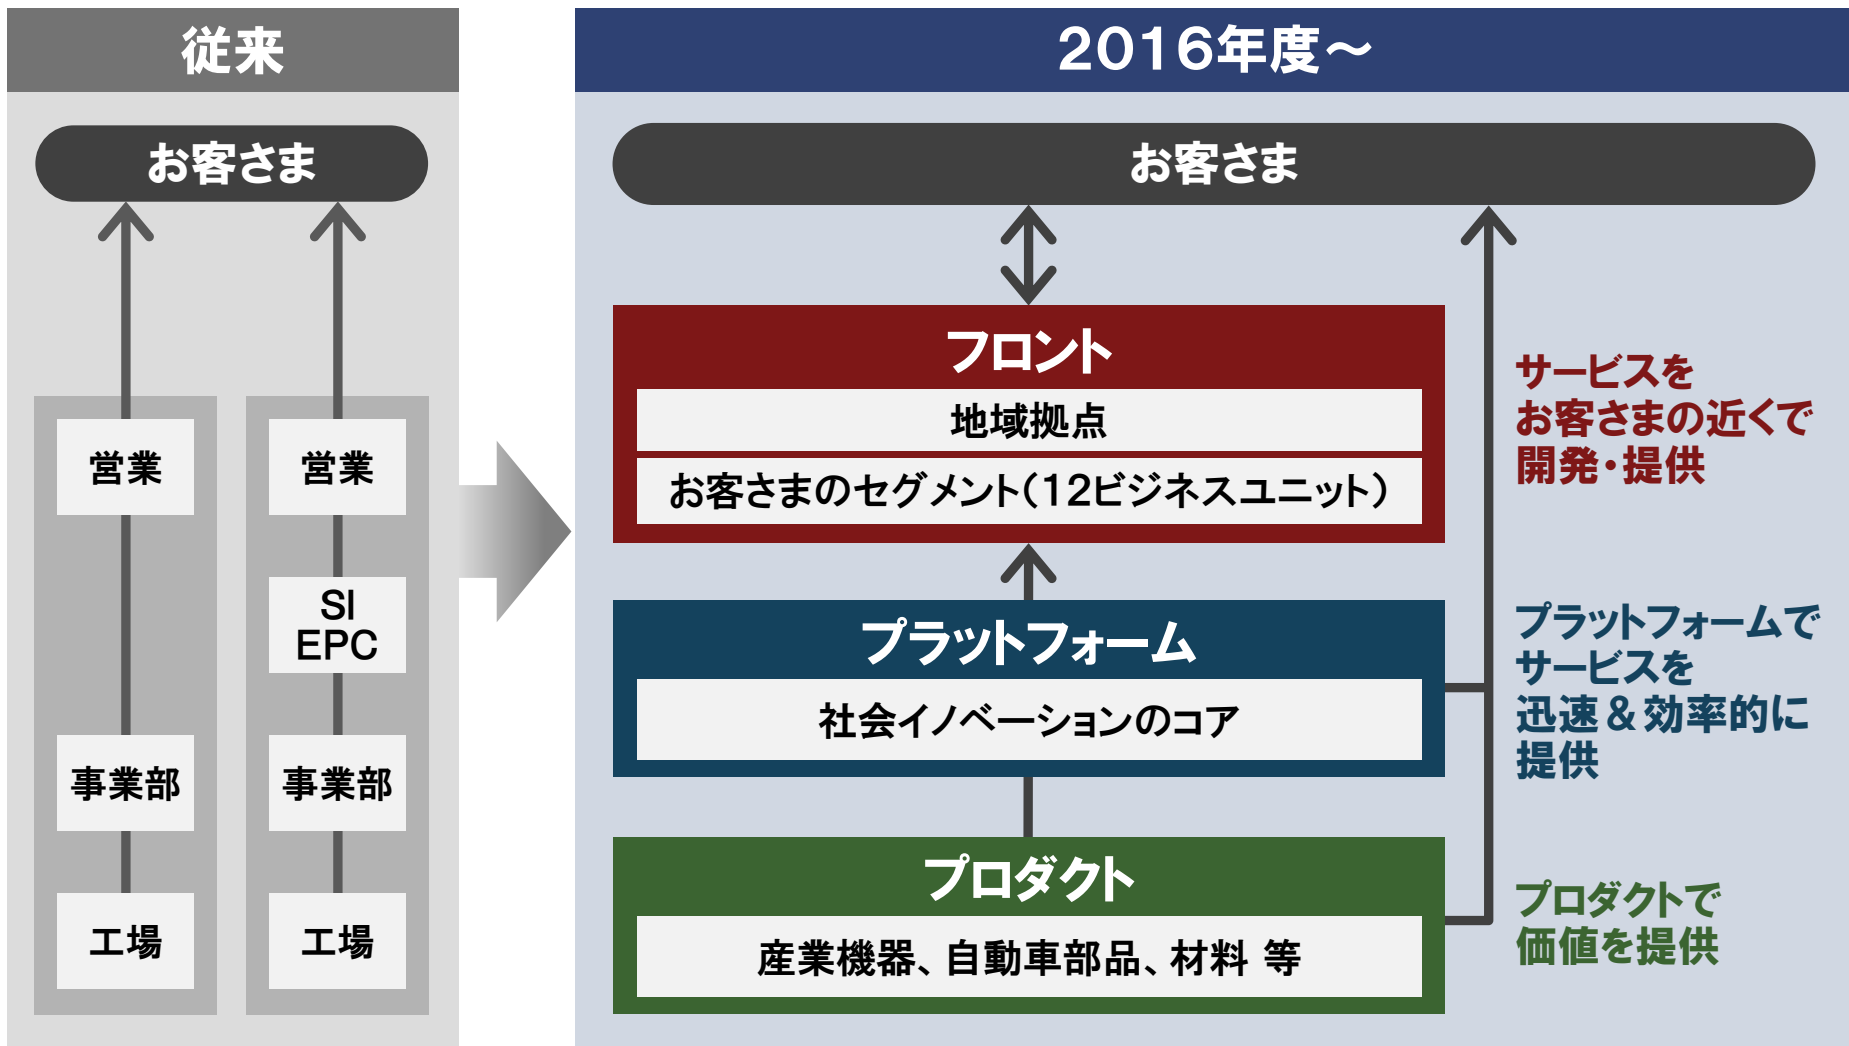 従来
お客さま
営業
事業部
工場
営業
SI
EPC
事業部
工場
2016年度～
お客さま
フロント
地域拠点
お客さまのセグメント（12ビジネスユニット）
プラットフォーム
社会イノベーションのコア
プロダクト
産業機器、自動車部品、材料 等
サービスを
お客さまの近くで
開発・提供
プラットフォームで
サービスを
迅速＆効率的に
提供
プロダクトで
価値を提供